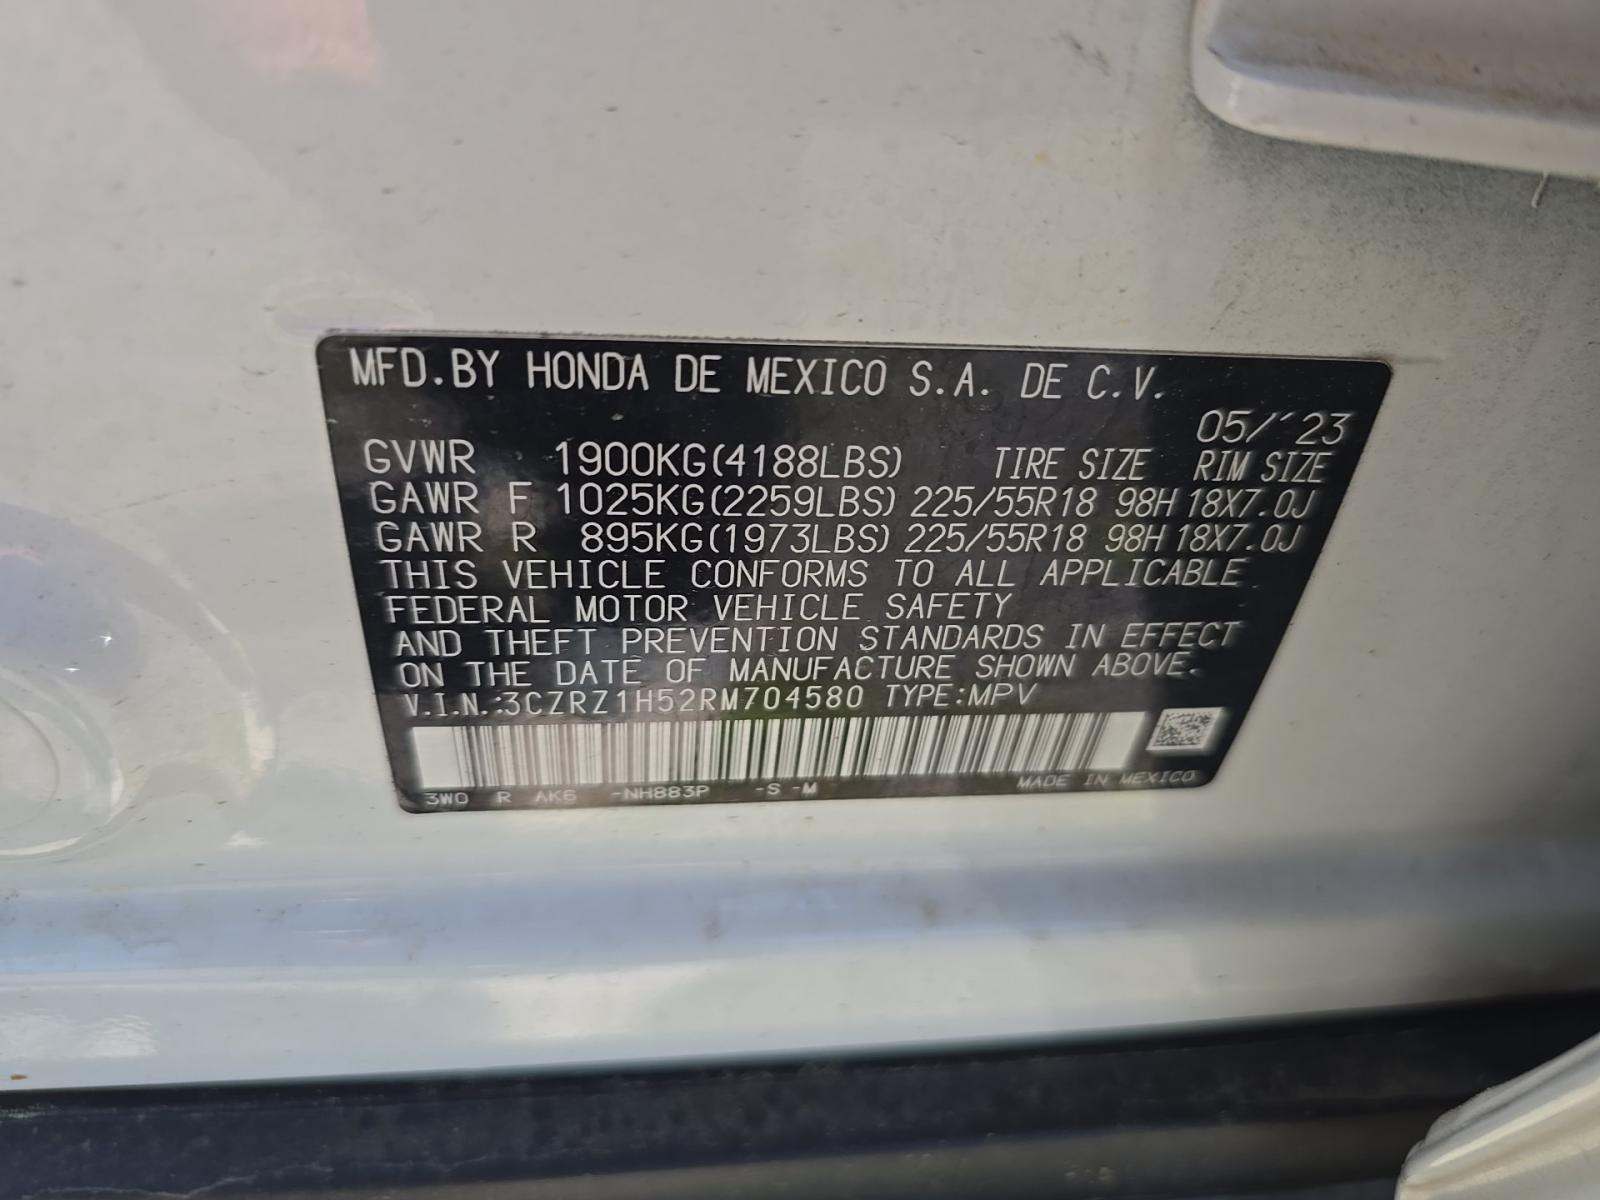 MFD.BY HONDA DE MEXICO S.A. DE C.V.
05/'23
GVWR 1900KG(4188LBS) TIRE SIZE RIM SIZE
GAWR F 1025KG(2259LBS) 225/55R18 98H 18X7.0J
GAWR R 895KG(1973LBS) 225/55R18 98H 18X7.0J
THIS VEHICLE CONFORMS TO ALL APPLICABLE
FEDERAL MOTOR VEHICLE SAFETY
AND THEFT PREVENTION STANDARDS IN EFFECT
ON THE DATE OF MANUFACTURE SHOWN ABOVE.
V.I.N.:3CZRZ1H52RM704580 TYPE:MPV
3W0 R AK6 -NH883P -S -M MADE IN MEXICO